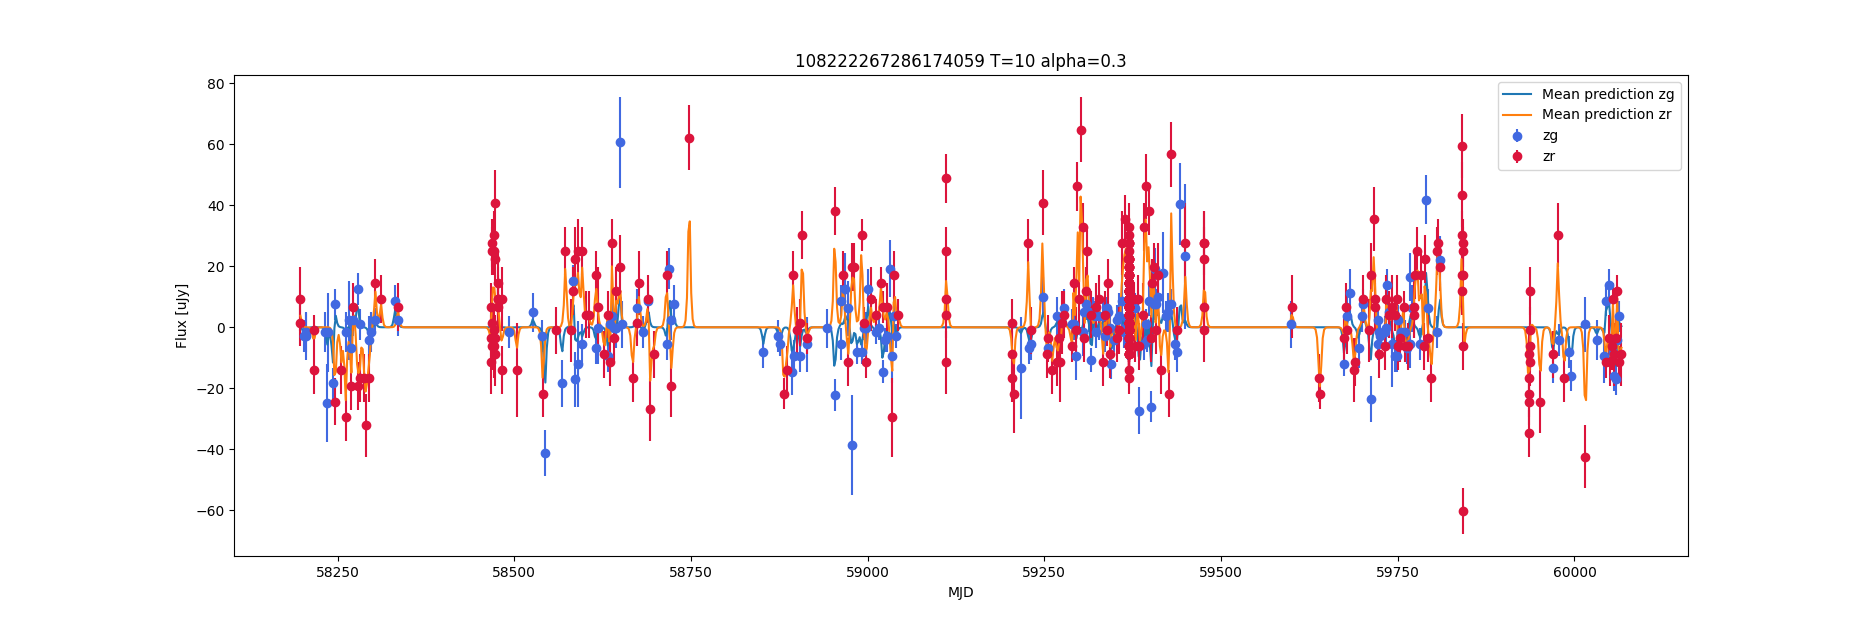 108222267286174059 T=10 alpha=0.3
Mean prediction zg
Mean prediction zr
zg
zr
80
60
40
20
0
−20
−40
−60
Flux [uJy]
58250
58500
58750
59000
59250
59500
59750
60000
MJD